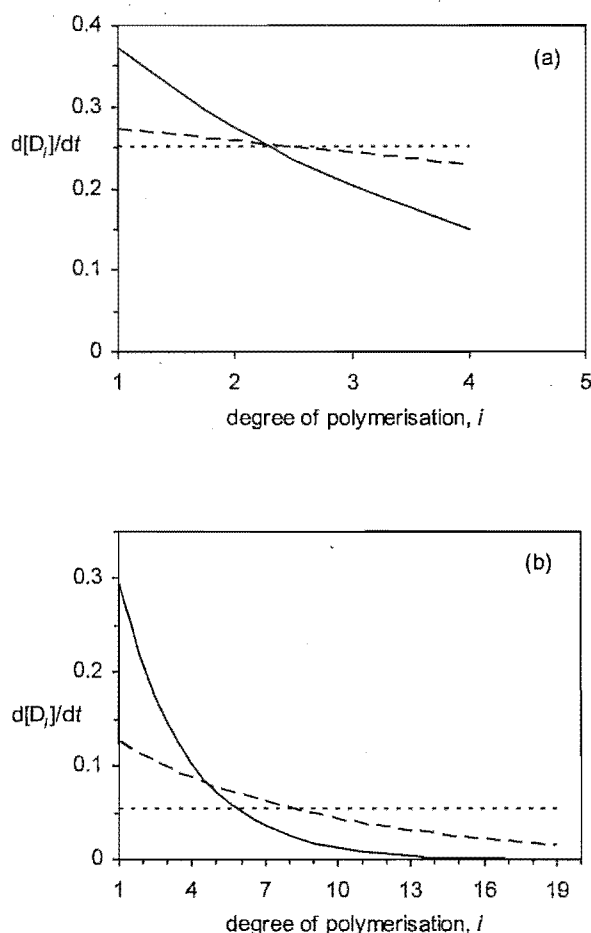 (a)
0.4
0.3
d[D_i]/dt
0.2
0.1
0
1 2 3 4 5
degree of polymerisation, i
(b)
0.3
0.2
d[D_i]/dt
0.1
0
1 4 7 10 13 16 19
degree of polymerisation, i